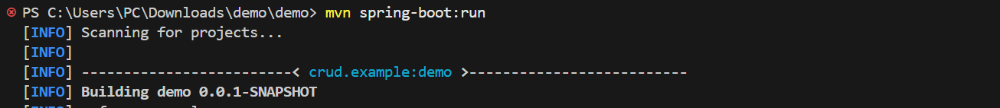 PS C:\Users\PC\Downloads\demo\demo> mvn spring-boot:run
[INFO] Scanning for projects...
[INFO]
[INFO] --------------------------< crud.example:demo >---------------------------
[INFO] Building demo 0.0.1-SNAPSHOT